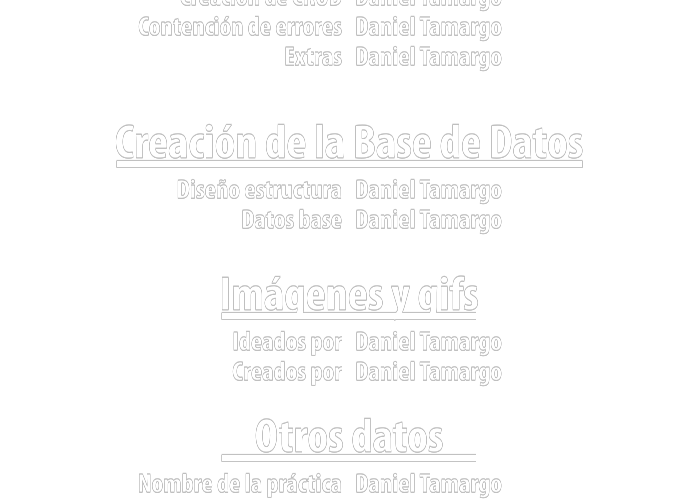 Creación de CRUD Daniel Tamargo
Contención de errores Daniel Tamargo
Extras Daniel Tamargo
Creación de la Base de Datos
Diseño estructura Daniel Tamargo
Datos base Daniel Tamargo
Imágenes y gifs
Ideados por Daniel Tamargo
Creados por Daniel Tamargo
Otros datos
Nombre de la práctica Daniel Tamargo